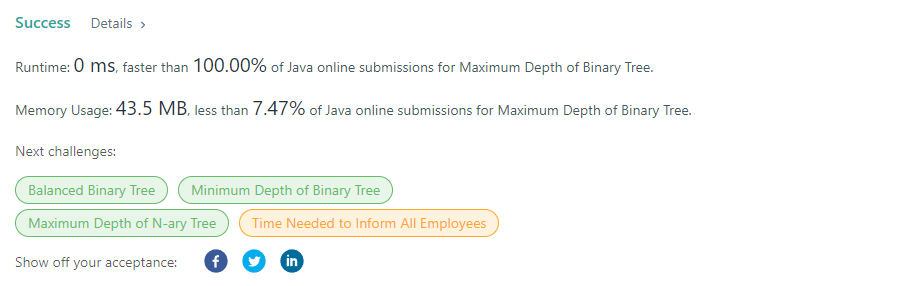 Success Details >
Runtime: 0 ms, faster than 100.00% of Java online submissions for Maximum Depth of Binary Tree.
Memory Usage: 43.5 MB, less than 7.47% of Java online submissions for Maximum Depth of Binary Tree.
Next challenges:
Balanced Binary Tree Minimum Depth of Binary Tree
Maximum Depth of N-ary Tree Time Needed to Inform All Employees
Show off your acceptance: f in